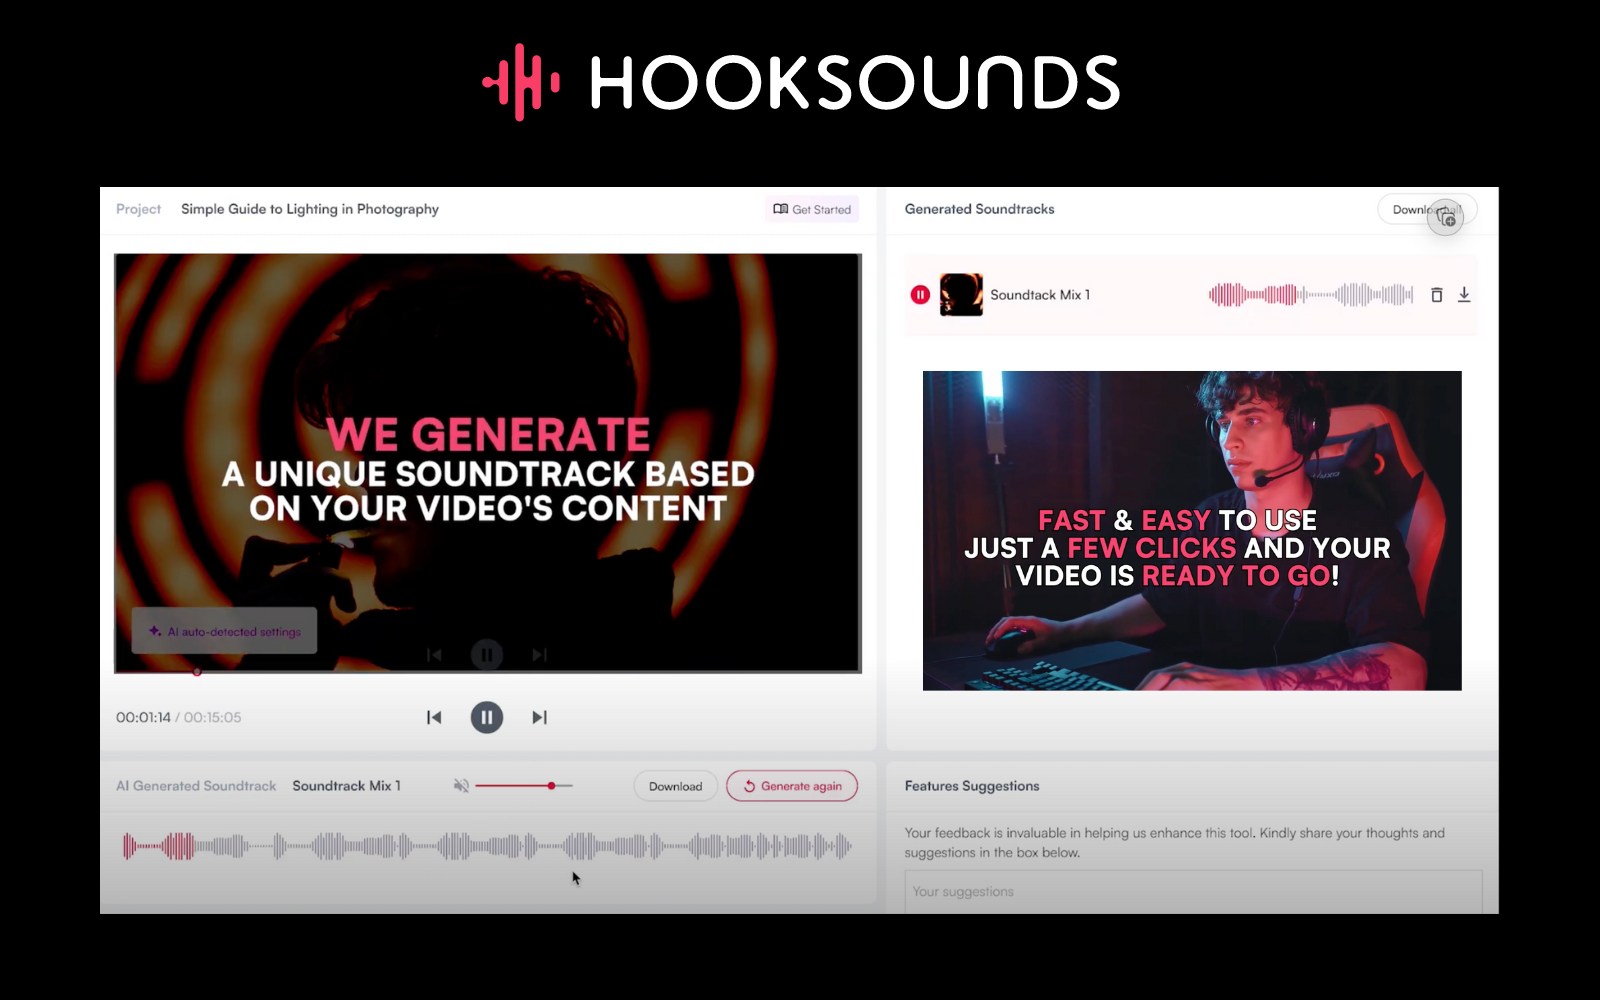 HOOKSOUNDS
Project Simple Guide to Lighting in Photography
Get Started
WE GENERATE
A UNIQUE SOUNDTRACK BASED
ON YOUR VIDEO'S CONTENT
AI auto-detected settings
00:01:14 / 00:15:05
AI Generated Soundtrack Soundtrack Mix 1
Download
Generate again
Generated Soundtracks
Soundtack Mix 1
FAST & EASY TO USE
JUST A FEW CLICKS AND YOUR
VIDEO IS READY TO GO!
Features Suggestions
Your feedback is invaluable in helping us enhance this tool. Kindly share your thoughts and
suggestions in the box below.
Your suggestions